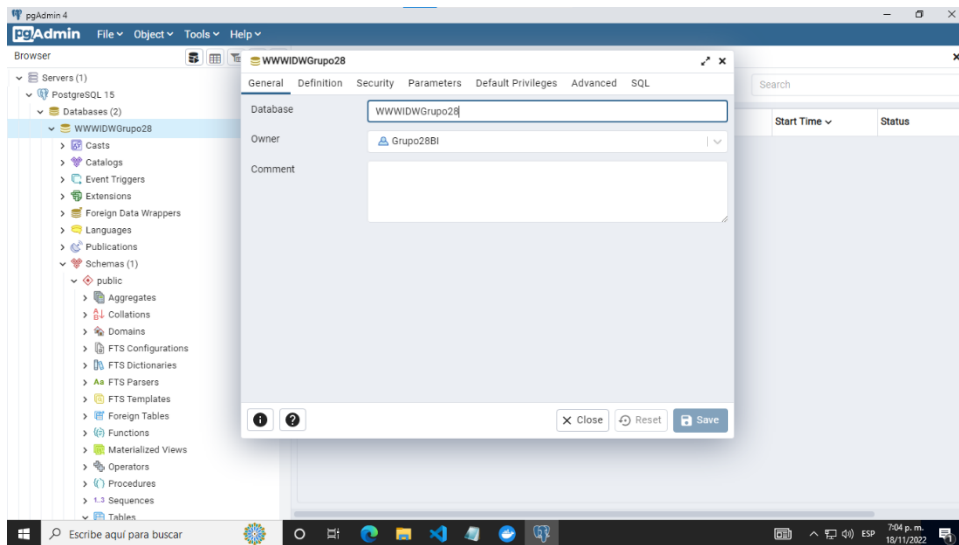 pgAdmin 4
pgAdmin File Object Tools Help
Browser
Servers (1)
PostgreSQL 15
Databases (2)
WWWIDWGrupo28
Casts
Catalogs
Event Triggers
Extensions
Foreign Data Wrappers
Languages
Publications
Schemas (1)
public
Aggregates
Collations
Domains
FTS Configurations
FTS Dictionaries
Aa FTS Parsers
FTS Templates
Foreign Tables
Functions
Materialized Views
Operators
Procedures
1..3 Sequences
Tables
WWWIDWGrupo28
General Definition Security Parameters Default Privileges Advanced SQL
Database WWWIDWGrupo28
Owner Grupo28BI
Comment
Close Reset Save
Search
Start Time Status
Escribe aquí para buscar
ESP
7:04 p. m.
18/11/2022